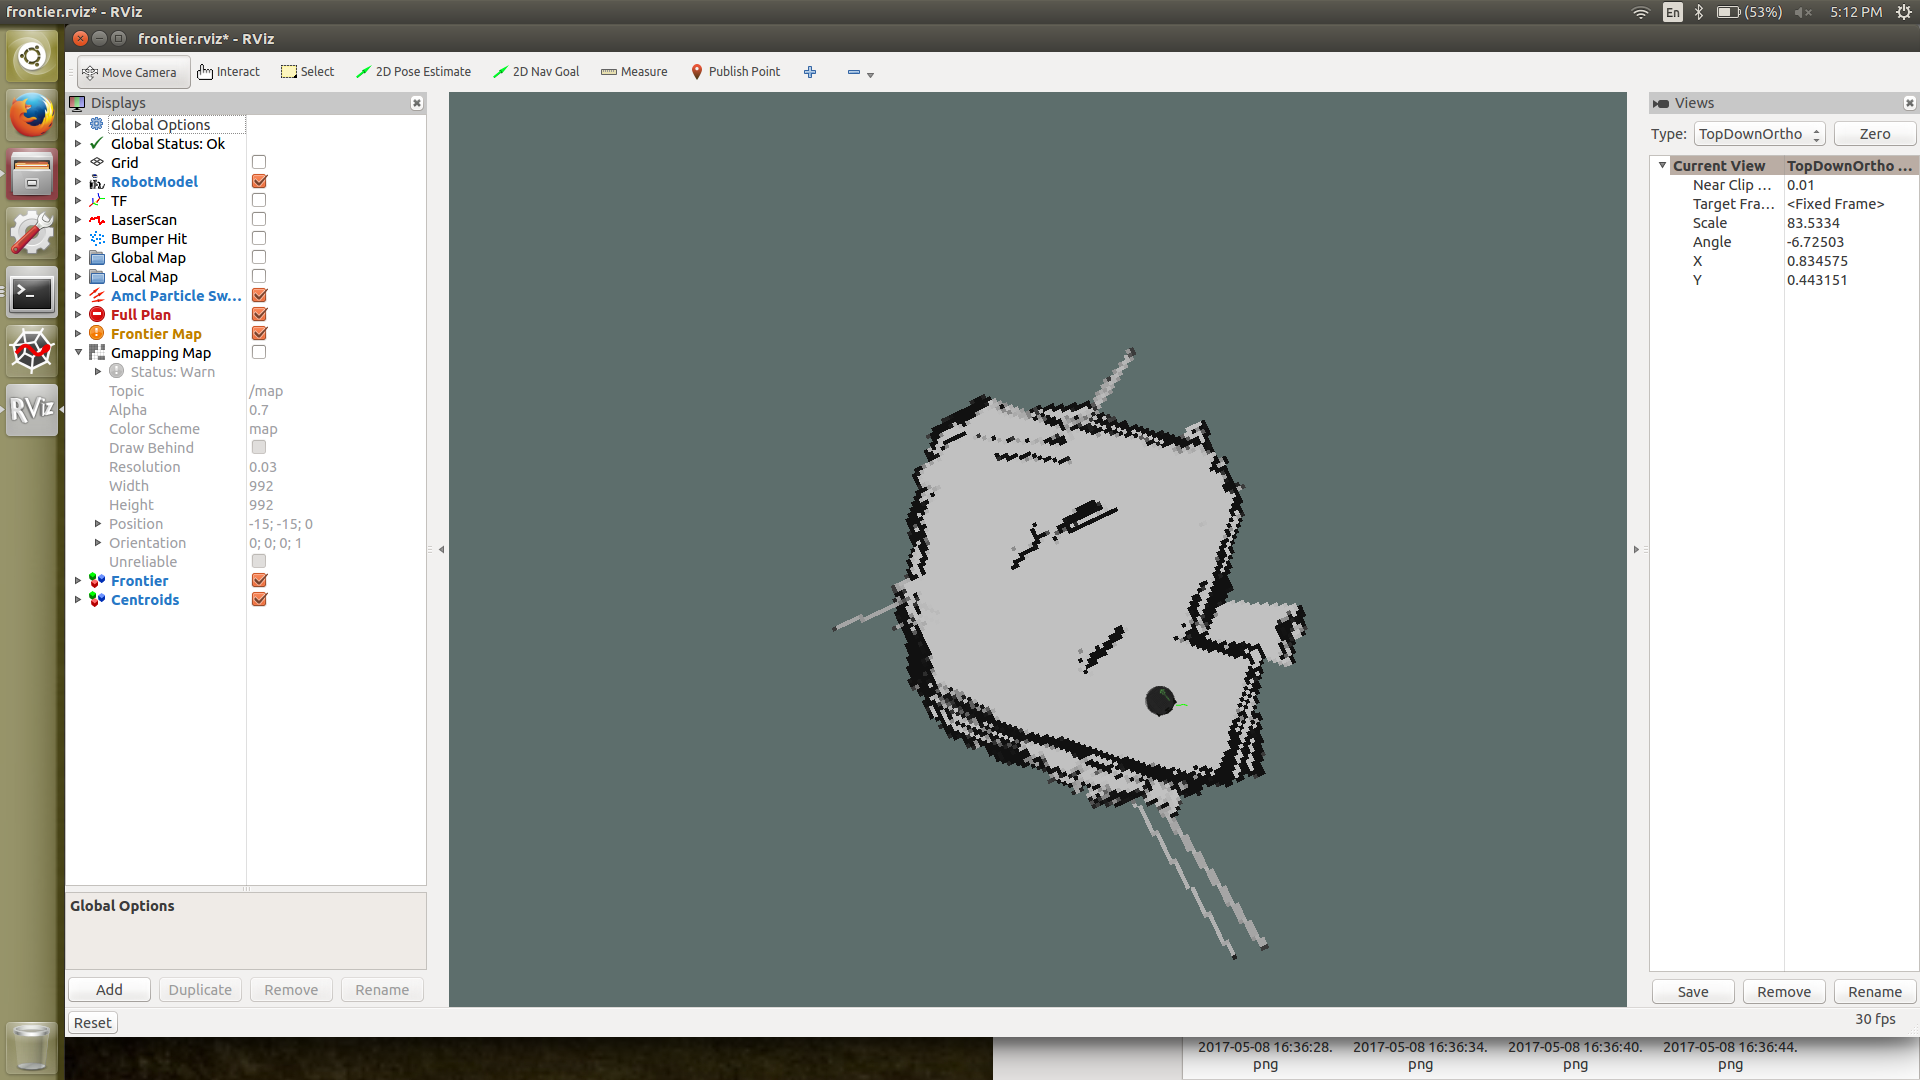 frontier.rviz* - RViz
En
(53%)
5:12 PM
frontier.rviz* - RViz
Move Camera
Interact
Select
2D Pose Estimate
2D Nav Goal
Measure
Publish Point
Displays
Global Options
Global Status: Ok
Grid
RobotModel
TF
LaserScan
Bumper Hit
Global Map
Local Map
Amcl Particle Sw...
Full Plan
Frontier Map
Gmapping Map
Status: Warn
Topic /map
Alpha 0.7
Color Scheme map
Draw Behind
Resolution 0.03
Width 992
Height 992
Position -15; -15; 0
Orientation 0; 0; 0; 1
Unreliable
Frontier
Centroids
Global Options
Add
Duplicate
Remove
Rename
Reset
Views
Type: TopDownOrtho
Zero
Current View TopDownOrtho ...
Near Clip ... 0.01
Target Fra... <Fixed Frame>
Scale 83.5334
Angle -6.72503
X 0.834575
Y 0.443151
Save
Remove
Rename
30 fps
RViz
2017-05-08 16:36:28.
png
2017-05-08 16:36:34.
png
2017-05-08 16:36:40.
png
2017-05-08 16:36:44.
png